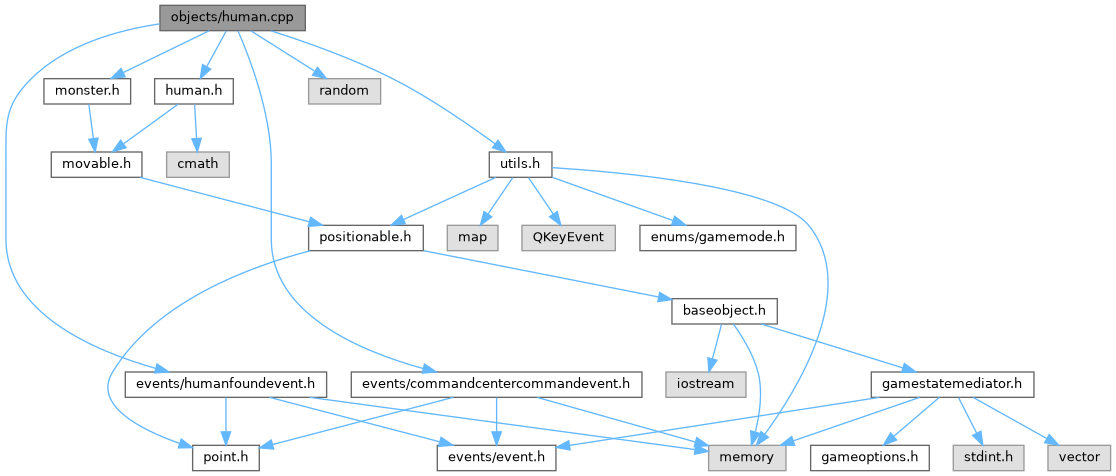 objects/human.cpp
monster.h
human.h
random
movable.h
cmath
utils.h
positionable.h
map
QKeyEvent
enums/gamemode.h
baseobject.h
events/humanfoundevent.h
events/commandcentercommandevent.h
iostream
gamestatemediator.h
point.h
events/event.h
memory
gameoptions.h
stdint.h
vector